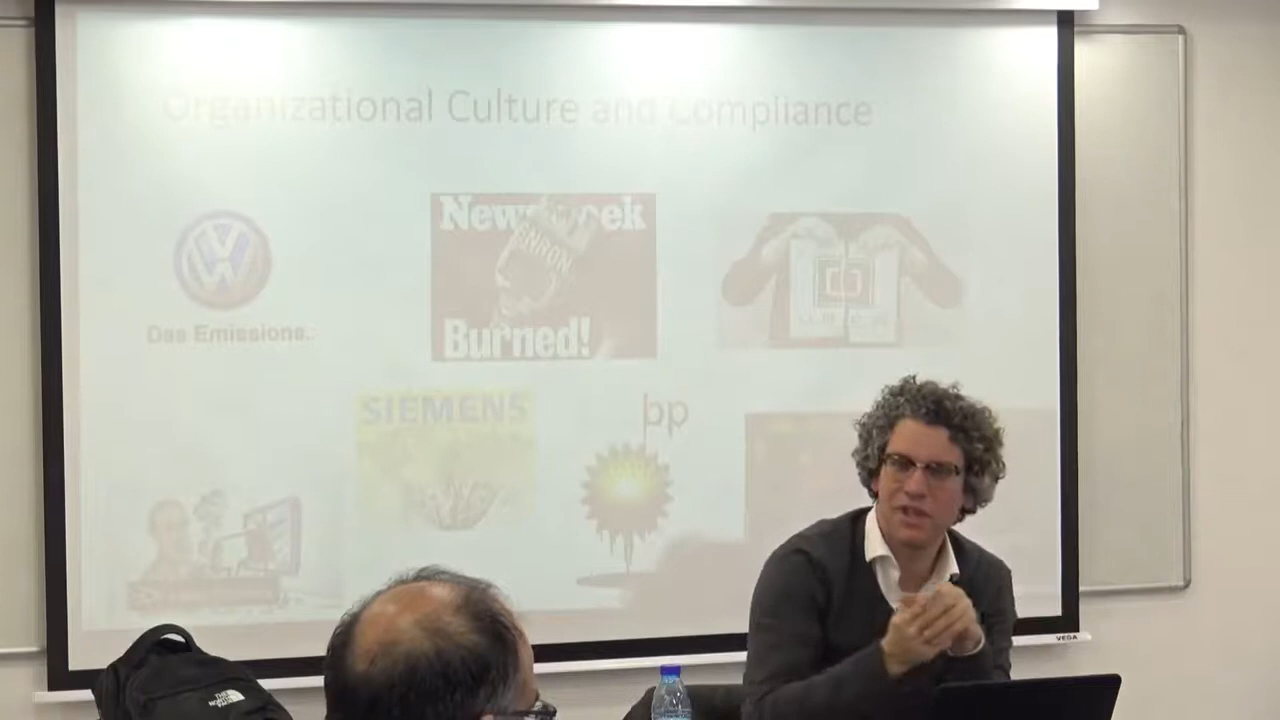 Organizational Culture and Compliance
Newsweek
ENRON
Burned!
Das Emissions.
SIEMENS
bp
VEGA
THE
NORTH
FACE